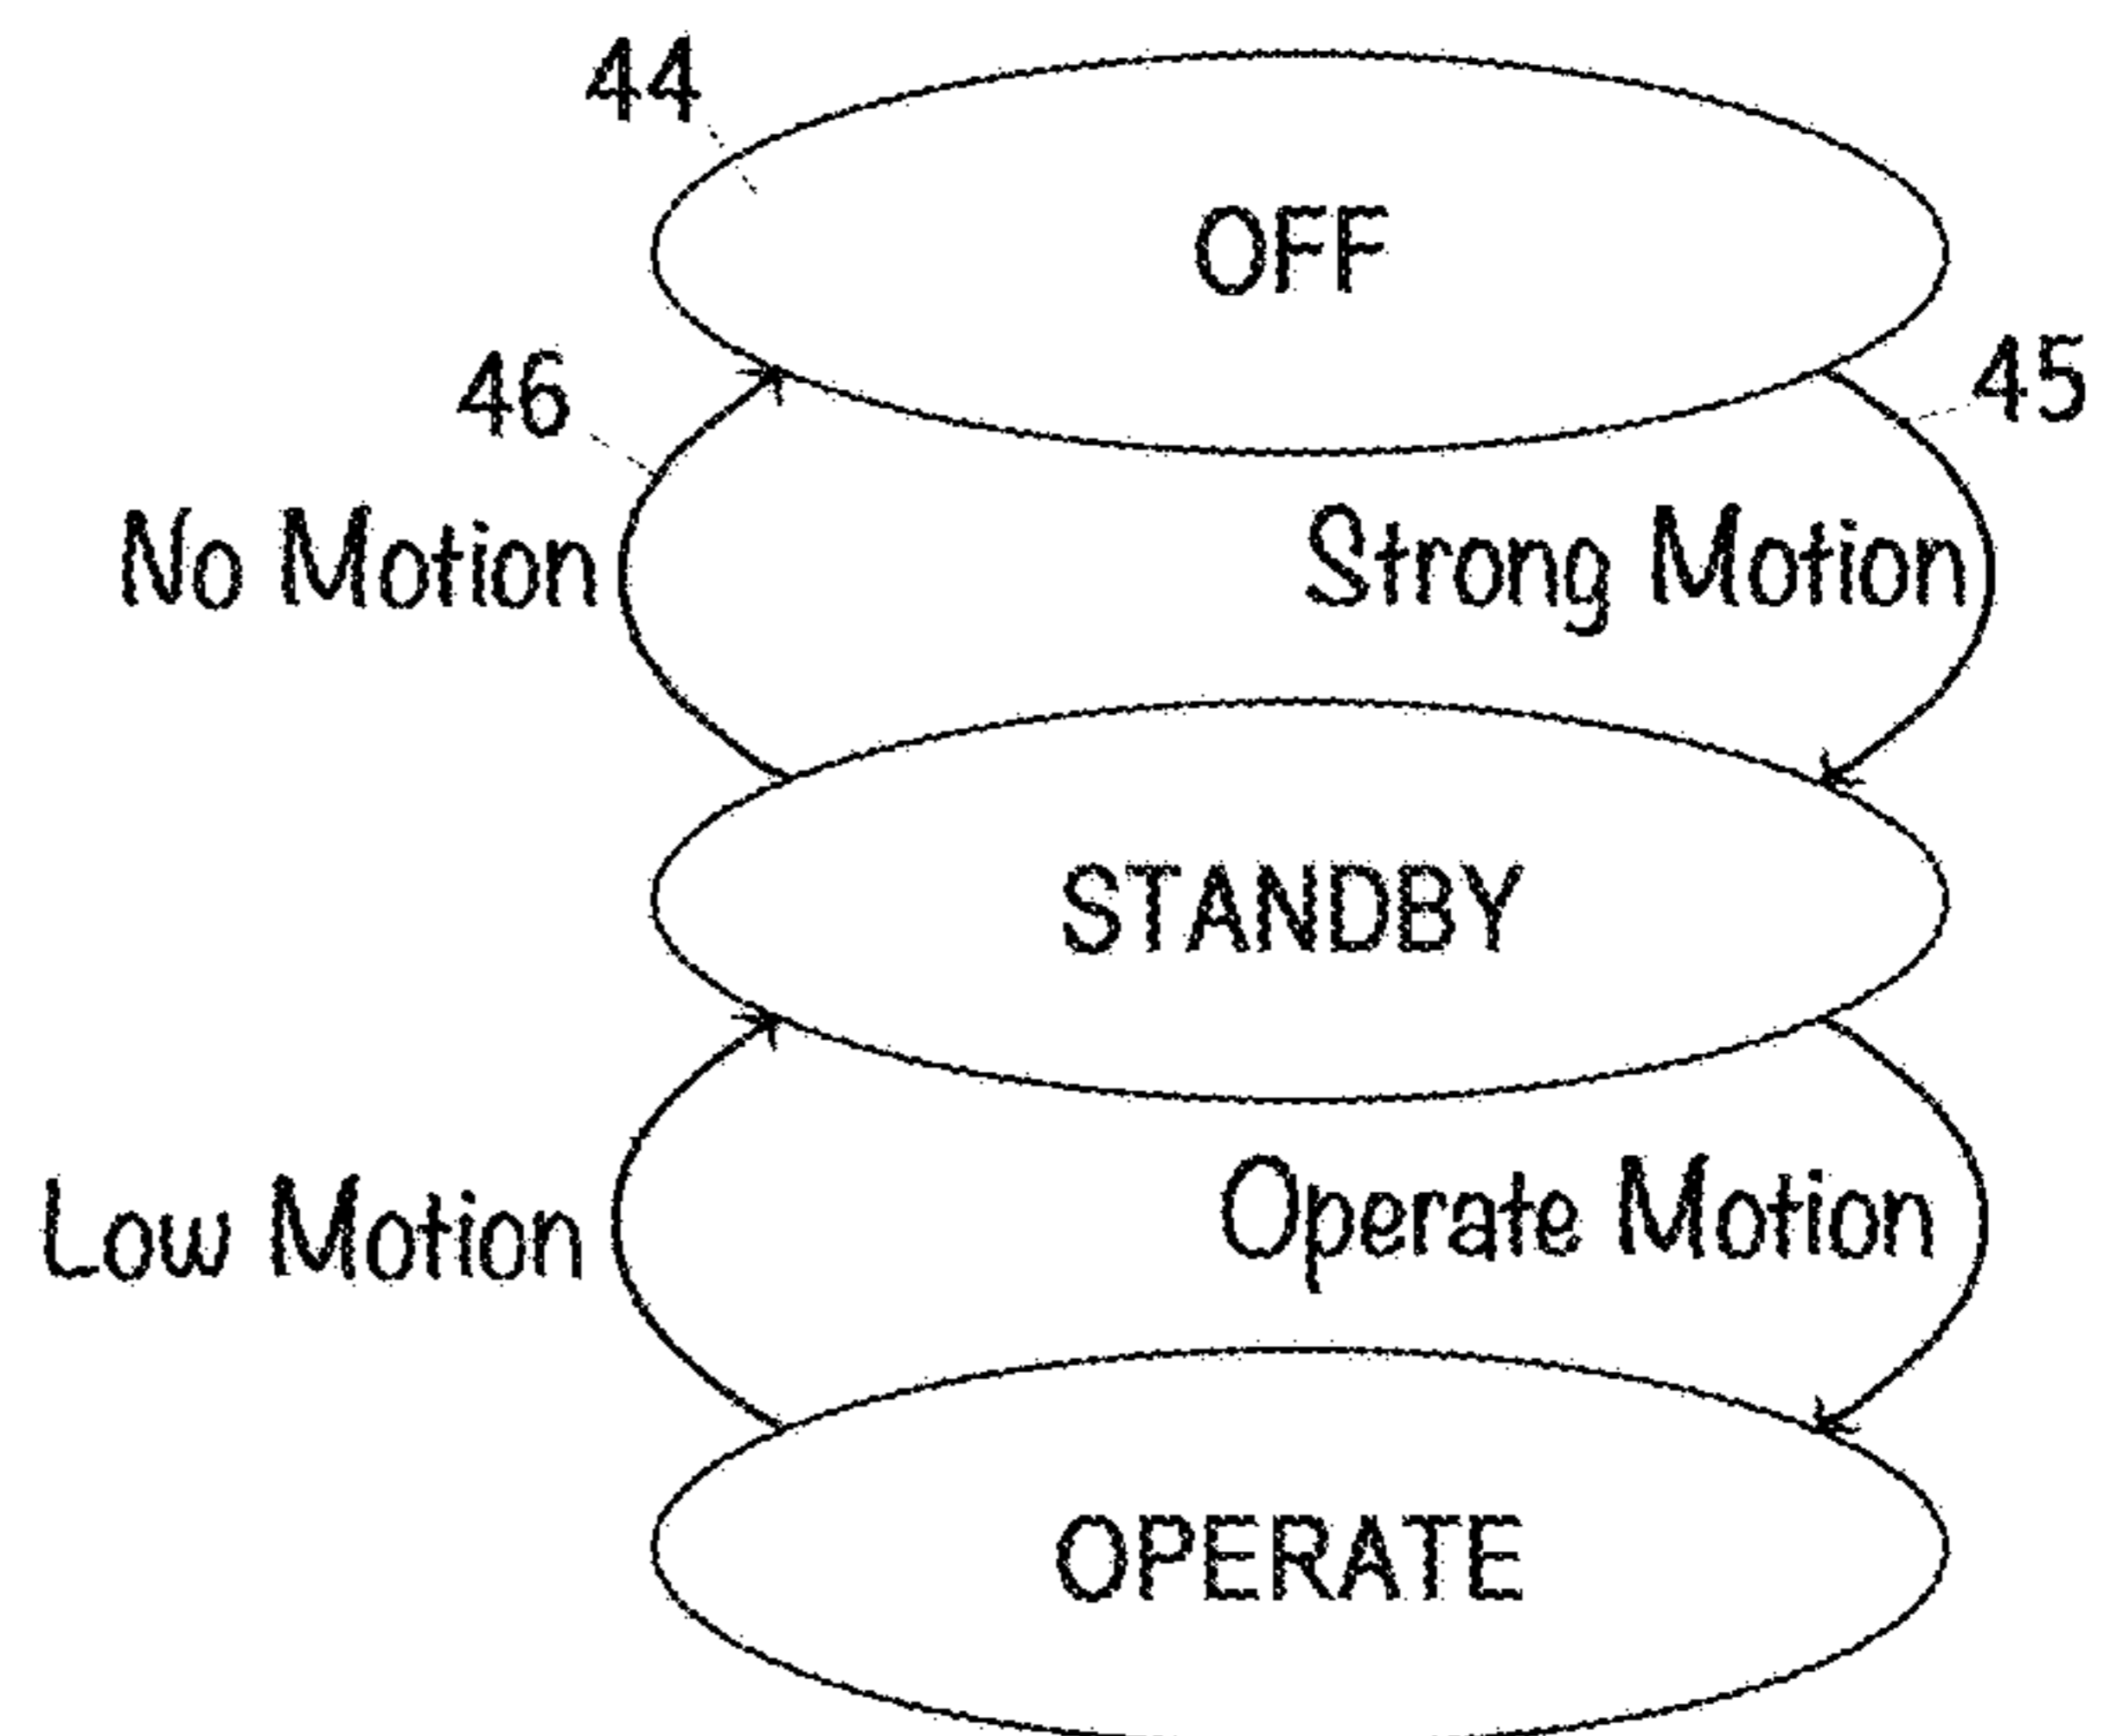 44
OFF
46
45
No Motion
Strong Motion
STANDBY
Low Motion
Operate Motion
OPERATE